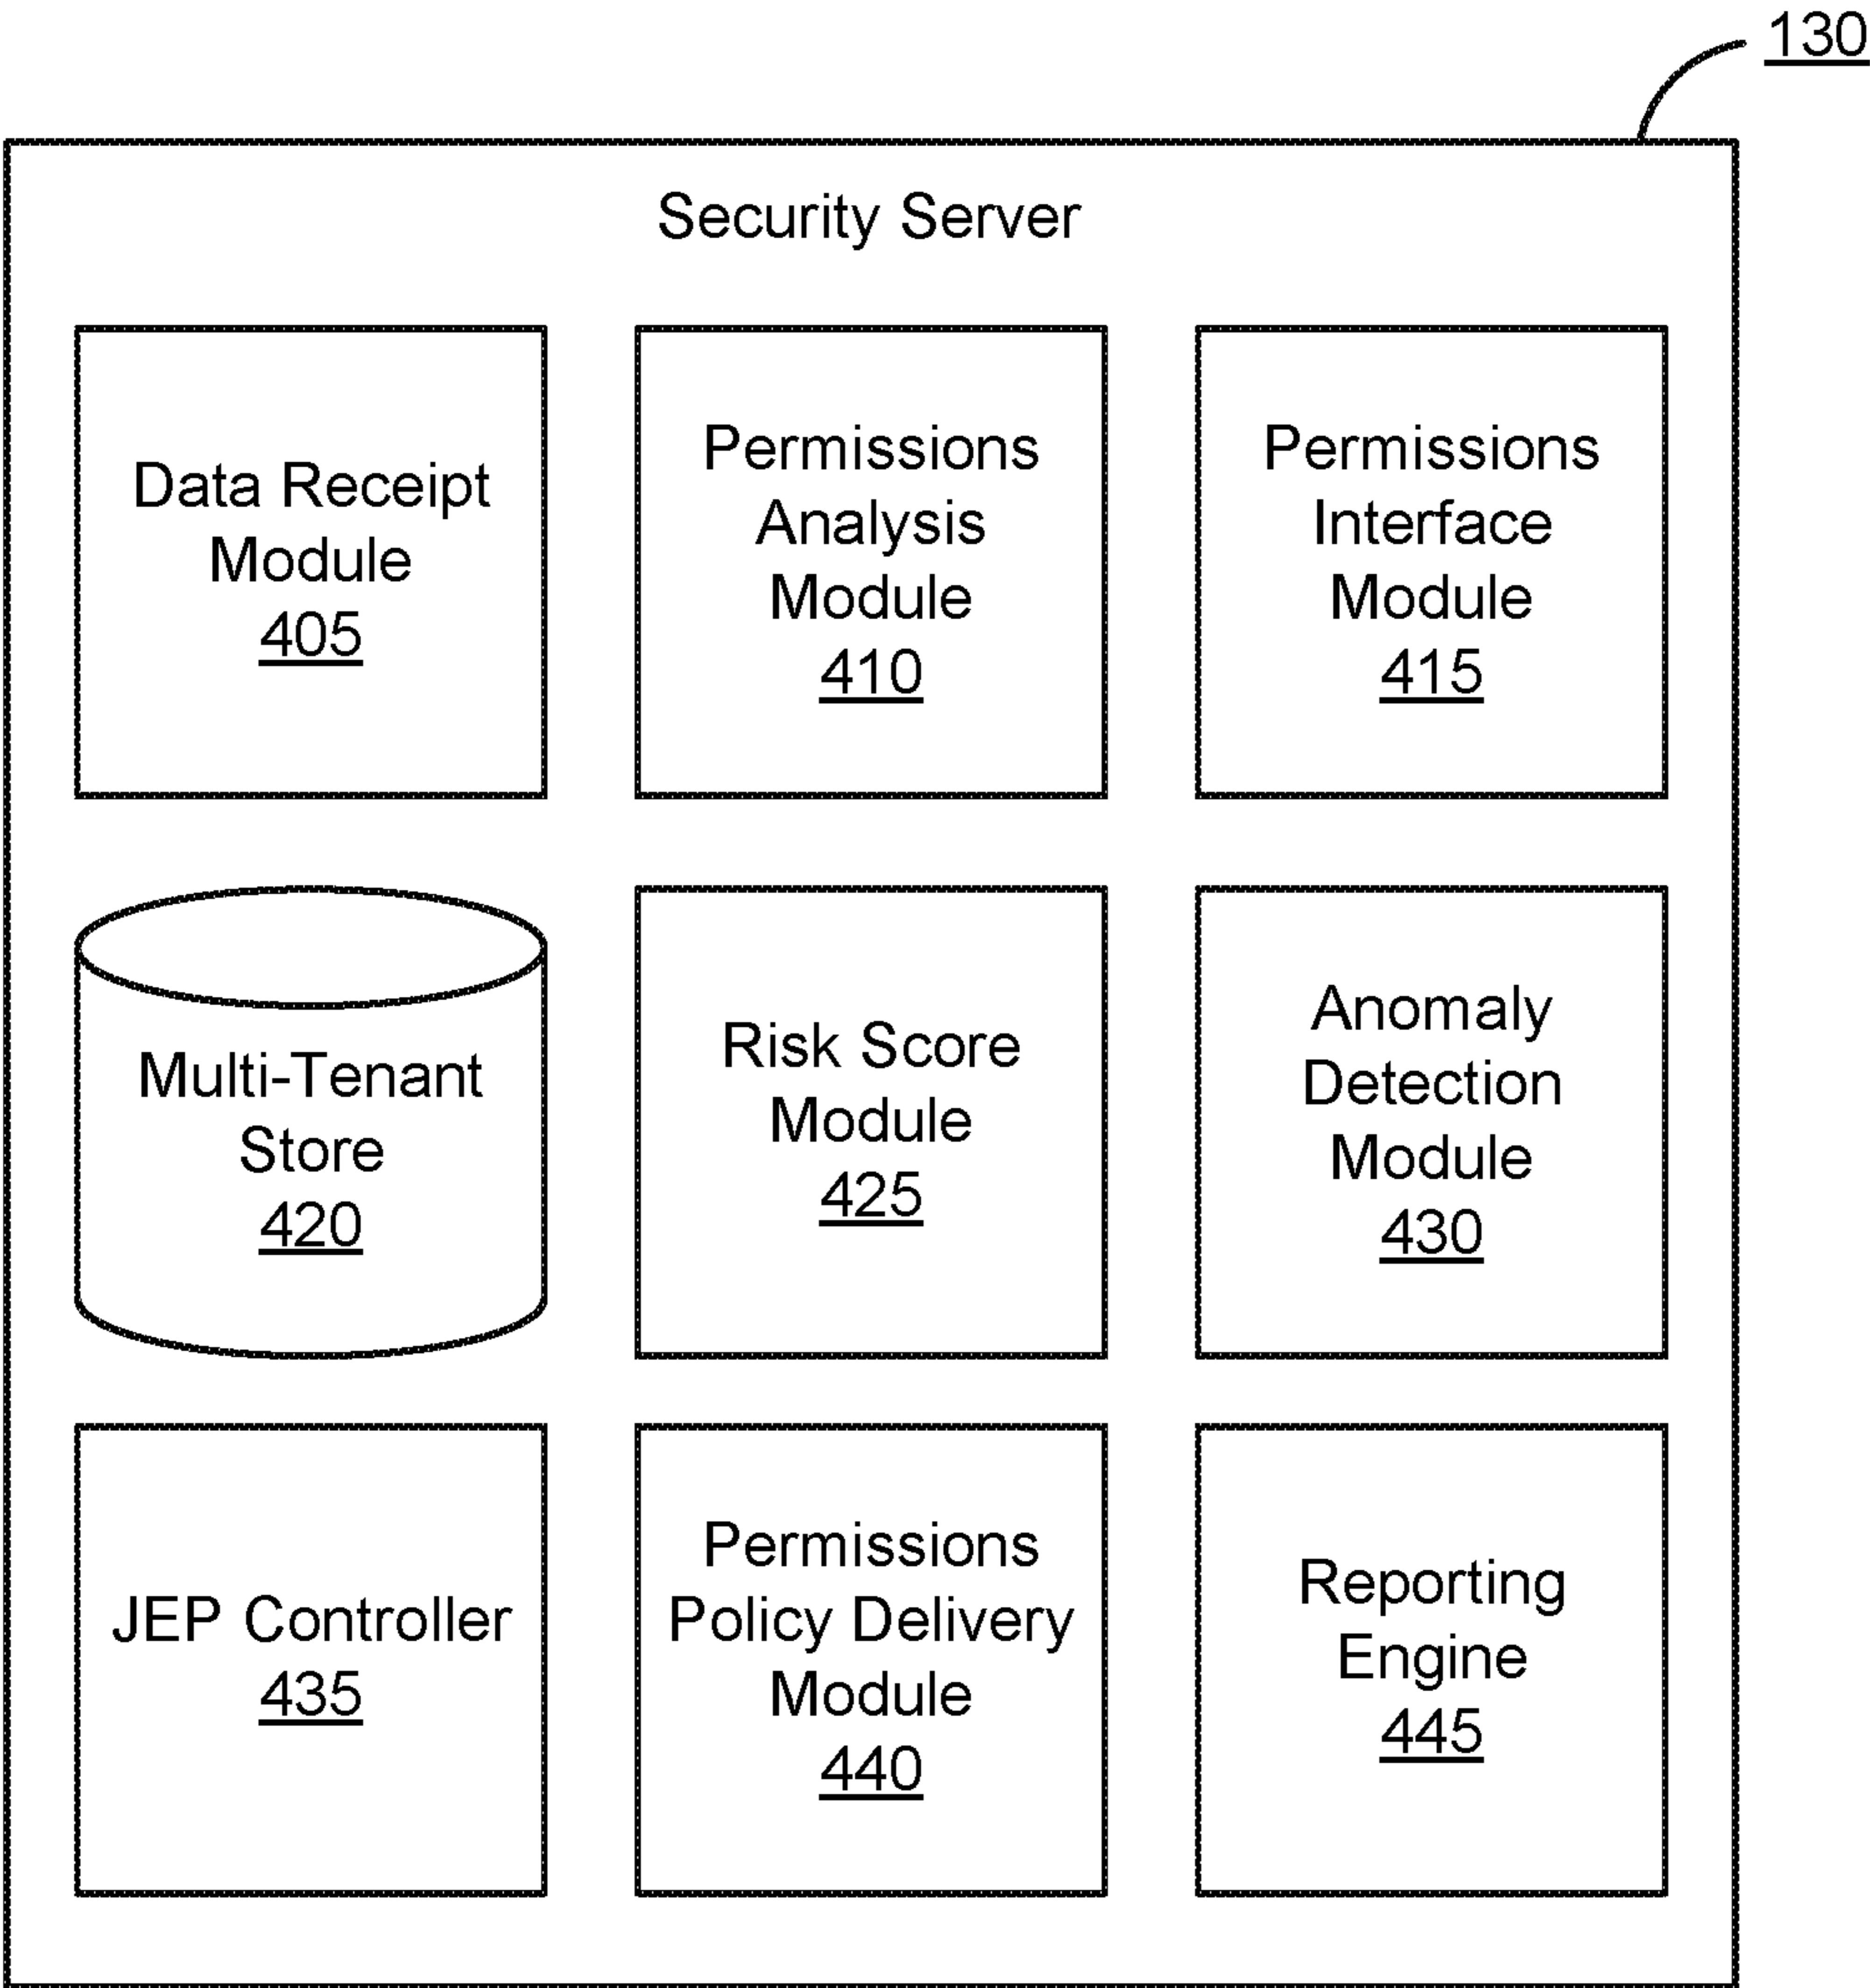 130
Security Server
Data Receipt
Module
405
Permissions
Analysis
Module
410
Permissions
Interface
Module
415
Multi-Tenant
Store
420
Risk Score
Module
425
Anomaly
Detection
Module
430
JEP Controller
435
Permissions
Policy Delivery
Module
440
Reporting
Engine
445